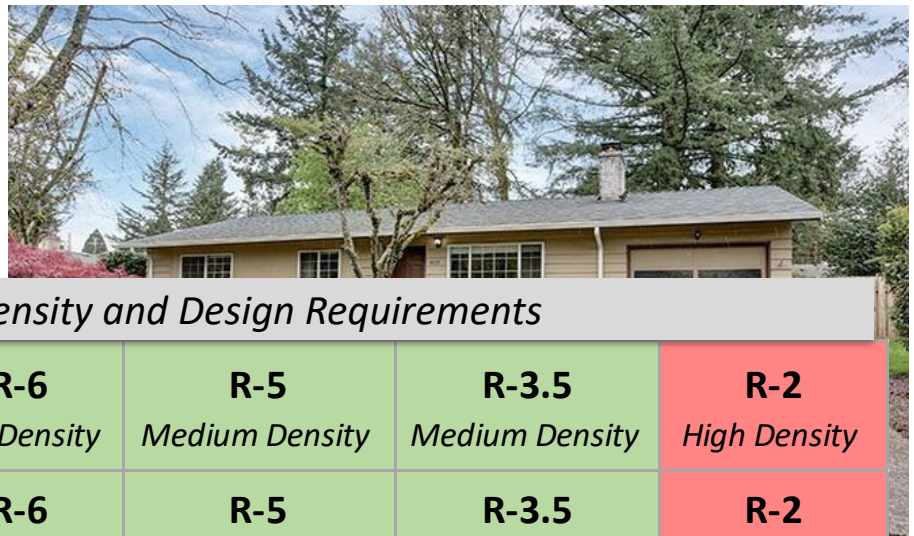 ensity and Design Requirements
R-6 R-5 R-3.5 R-2
Density Medium Density Medium Density High Density
R-6 R-5 R-3.5 R-2